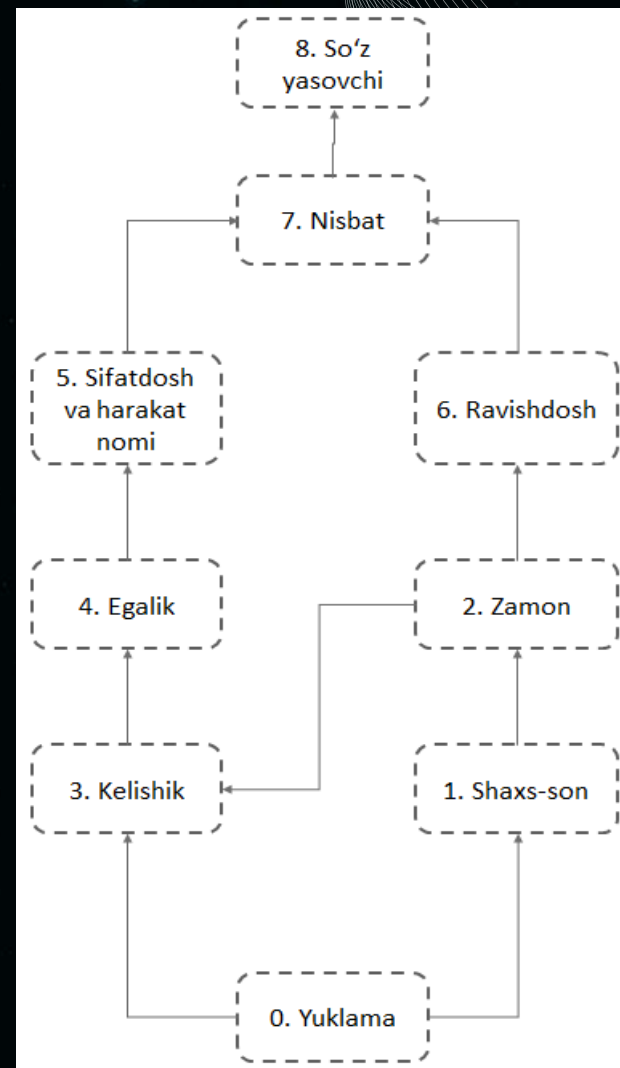 8. So‘z
yasovchi
7. Nisbat
5. Sifatdosh
va harakat
nomi
6. Ravishdosh
4. Egalik
2. Zamon
3. Kelishik
1. Shaxs-son
0. Yuklama